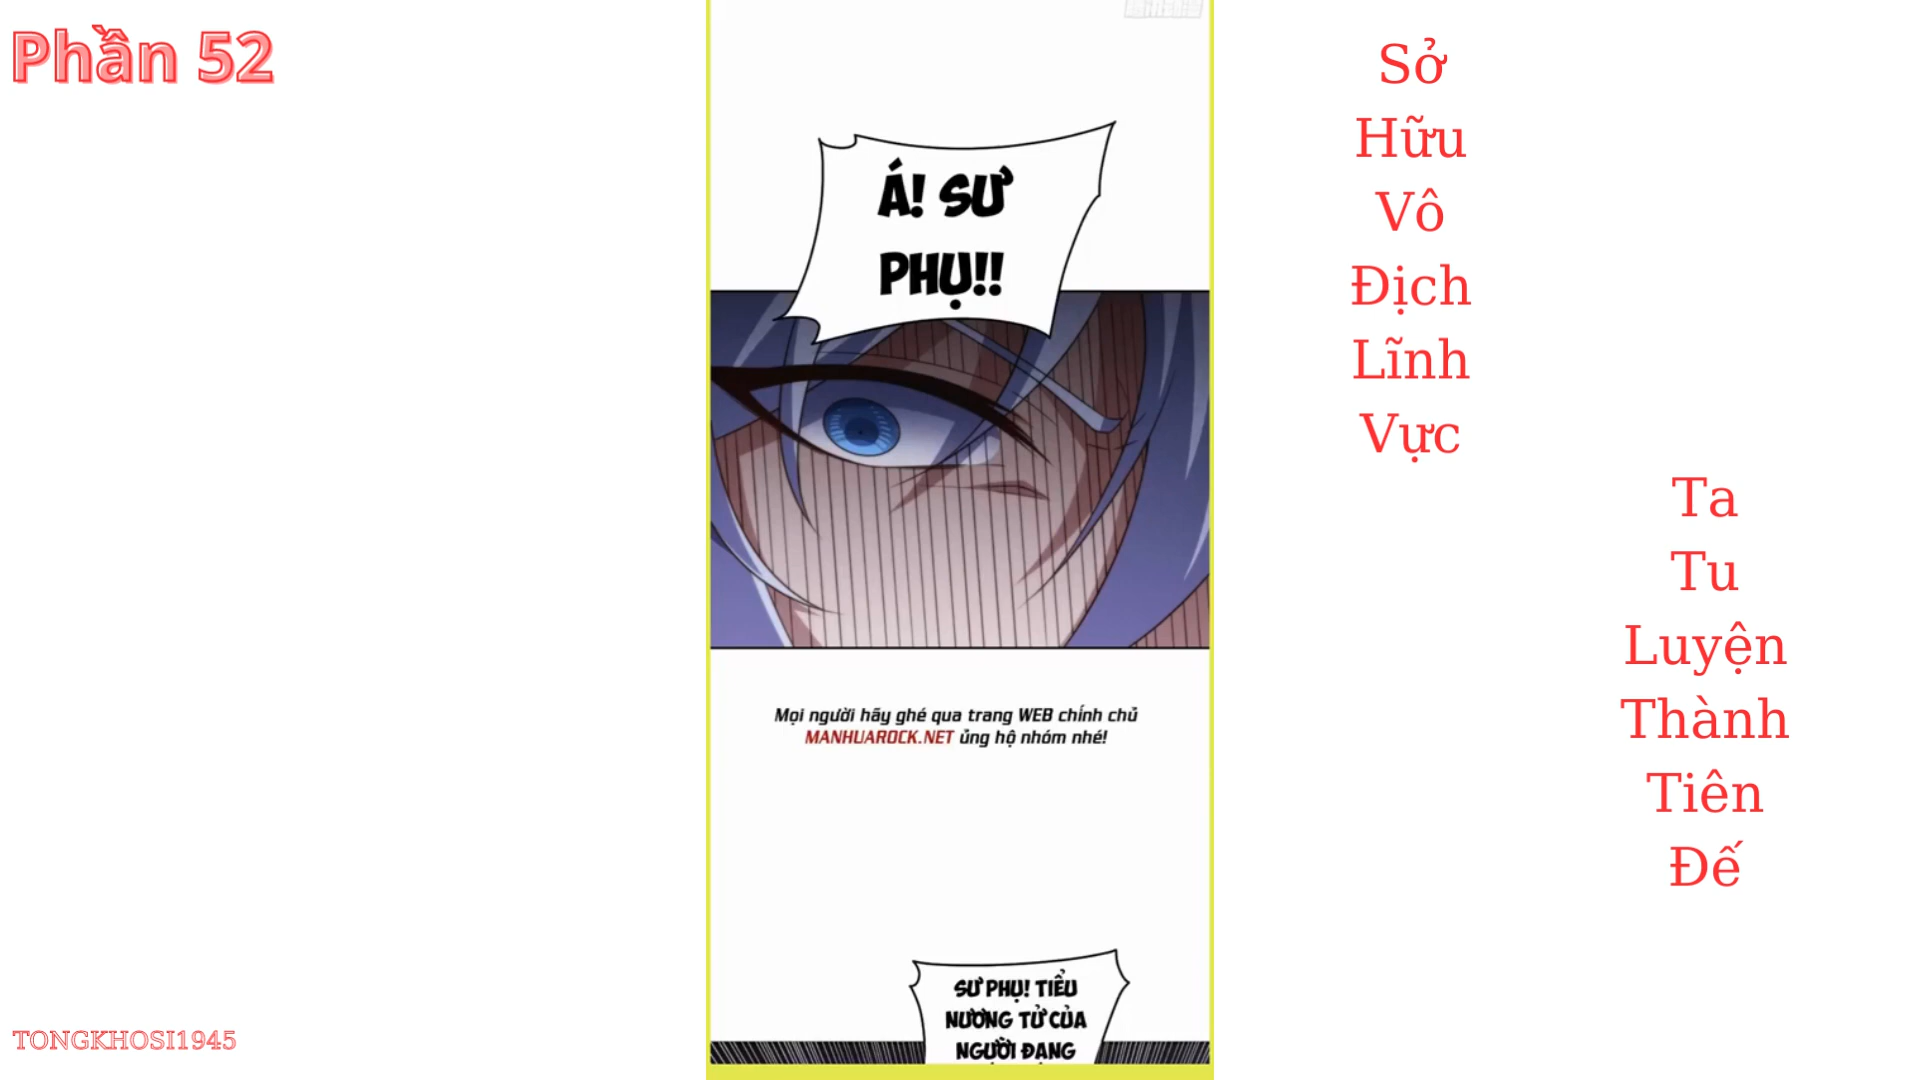 Phần 52
Á! SƯ
PHỤ!!
Mọi người hãy ghé qua trang WEB chính chủ
MANHUAROCK.NET ủng hộ nhóm nhé!
SƯ PHỤ! TIỂU
NƯƠNG TỬ CỦA
NGƯỜI ĐANG
Sở
Hữu
Vô
Địch
Lĩnh
Vực
Ta
Tu
Luyện
Thành
Tiên
Đế
TONGKHOSI1945